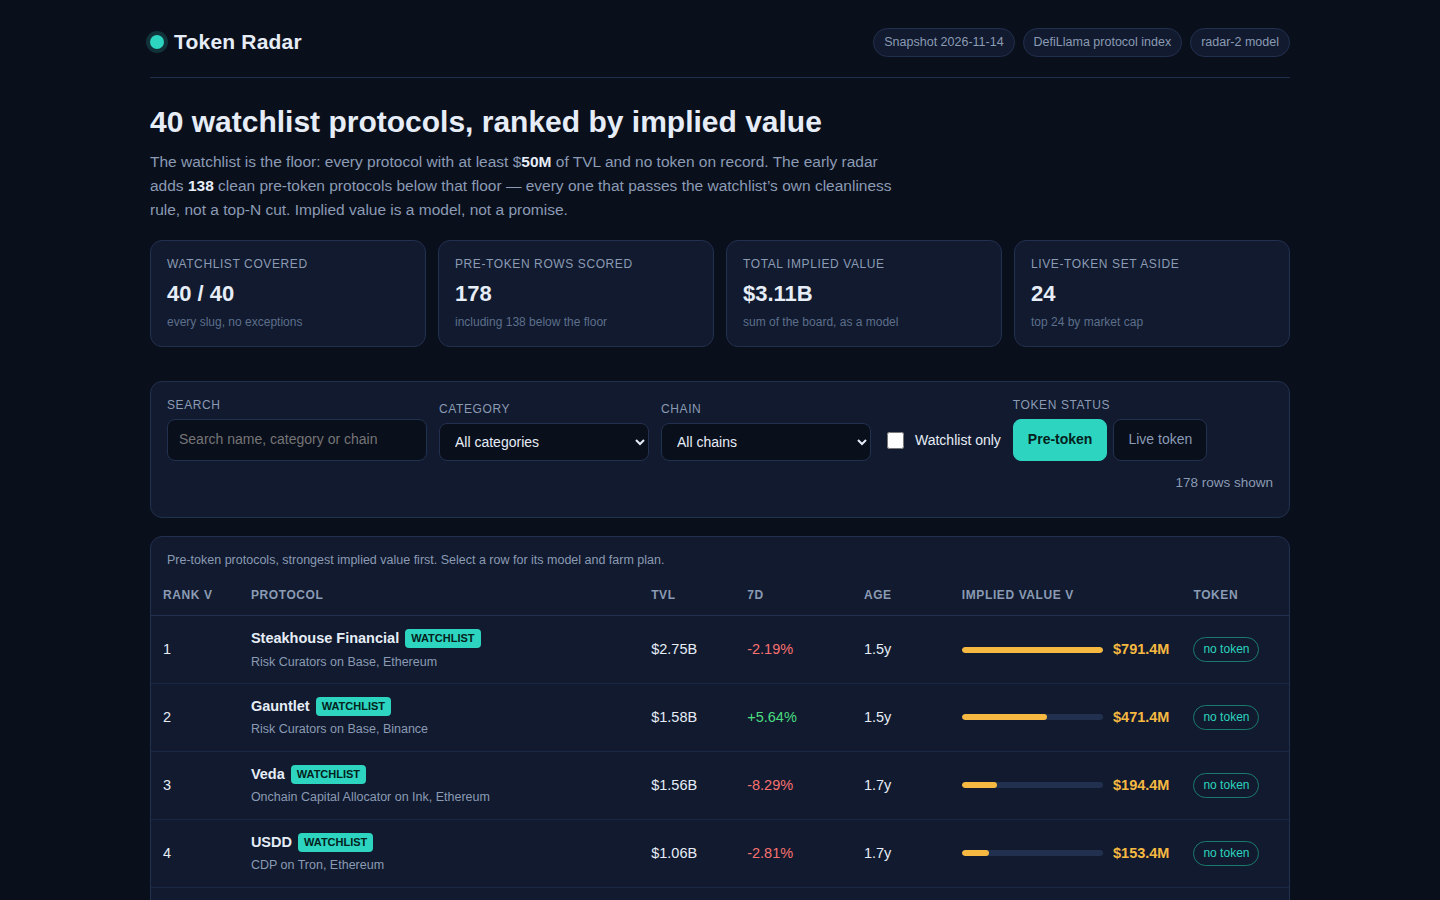 Token Radar
Snapshot 2026-11-14
DefiLlama protocol index
radar-2 model
40 watchlist protocols, ranked by implied value
The watchlist is the floor: every protocol with at least $50M of TVL and no token on record. The early radar
adds 138 clean pre-token protocols below that floor — every one that passes the watchlist’s own cleanliness
rule, not a top-N cut. Implied value is a model, not a promise.
WATCHLIST COVERED
40 / 40
every slug, no exceptions
PRE-TOKEN ROWS SCORED
178
including 138 below the floor
TOTAL IMPLIED VALUE
$3.11B
sum of the board, as a model
LIVE-TOKEN SET ASIDE
24
top 24 by market cap
SEARCH
Search name, category or chain
CATEGORY
All categories
CHAIN
All chains
Watchlist only
TOKEN STATUS
Pre-token
Live token
178 rows shown
Pre-token protocols, strongest implied value first. Select a row for its model and farm plan.
RANK V PROTOCOL TVL 7D AGE IMPLIED VALUE V TOKEN
1 Steakhouse Financial WATCHLIST $2.75B -2.19% 1.5y $791.4M no token
Risk Curators on Base, Ethereum
2 Gauntlet WATCHLIST $1.58B +5.64% 1.5y $471.4M no token
Risk Curators on Base, Binance
3 Veda WATCHLIST $1.56B -8.29% 1.7y $194.4M no token
Onchain Capital Allocator on Ink, Ethereum
4 USDD WATCHLIST $1.06B -2.81% 1.7y $153.4M no token
CDP on Tron, Ethereum